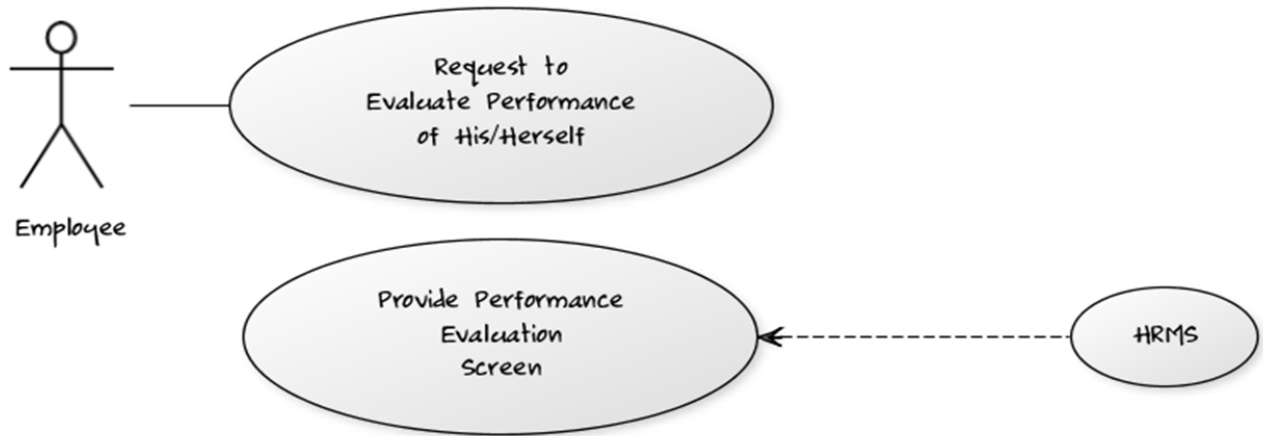 Request to
Evaluate Performance
of His/Herself
Employee
Provide Performance
Evaluation
Screen
HRMS